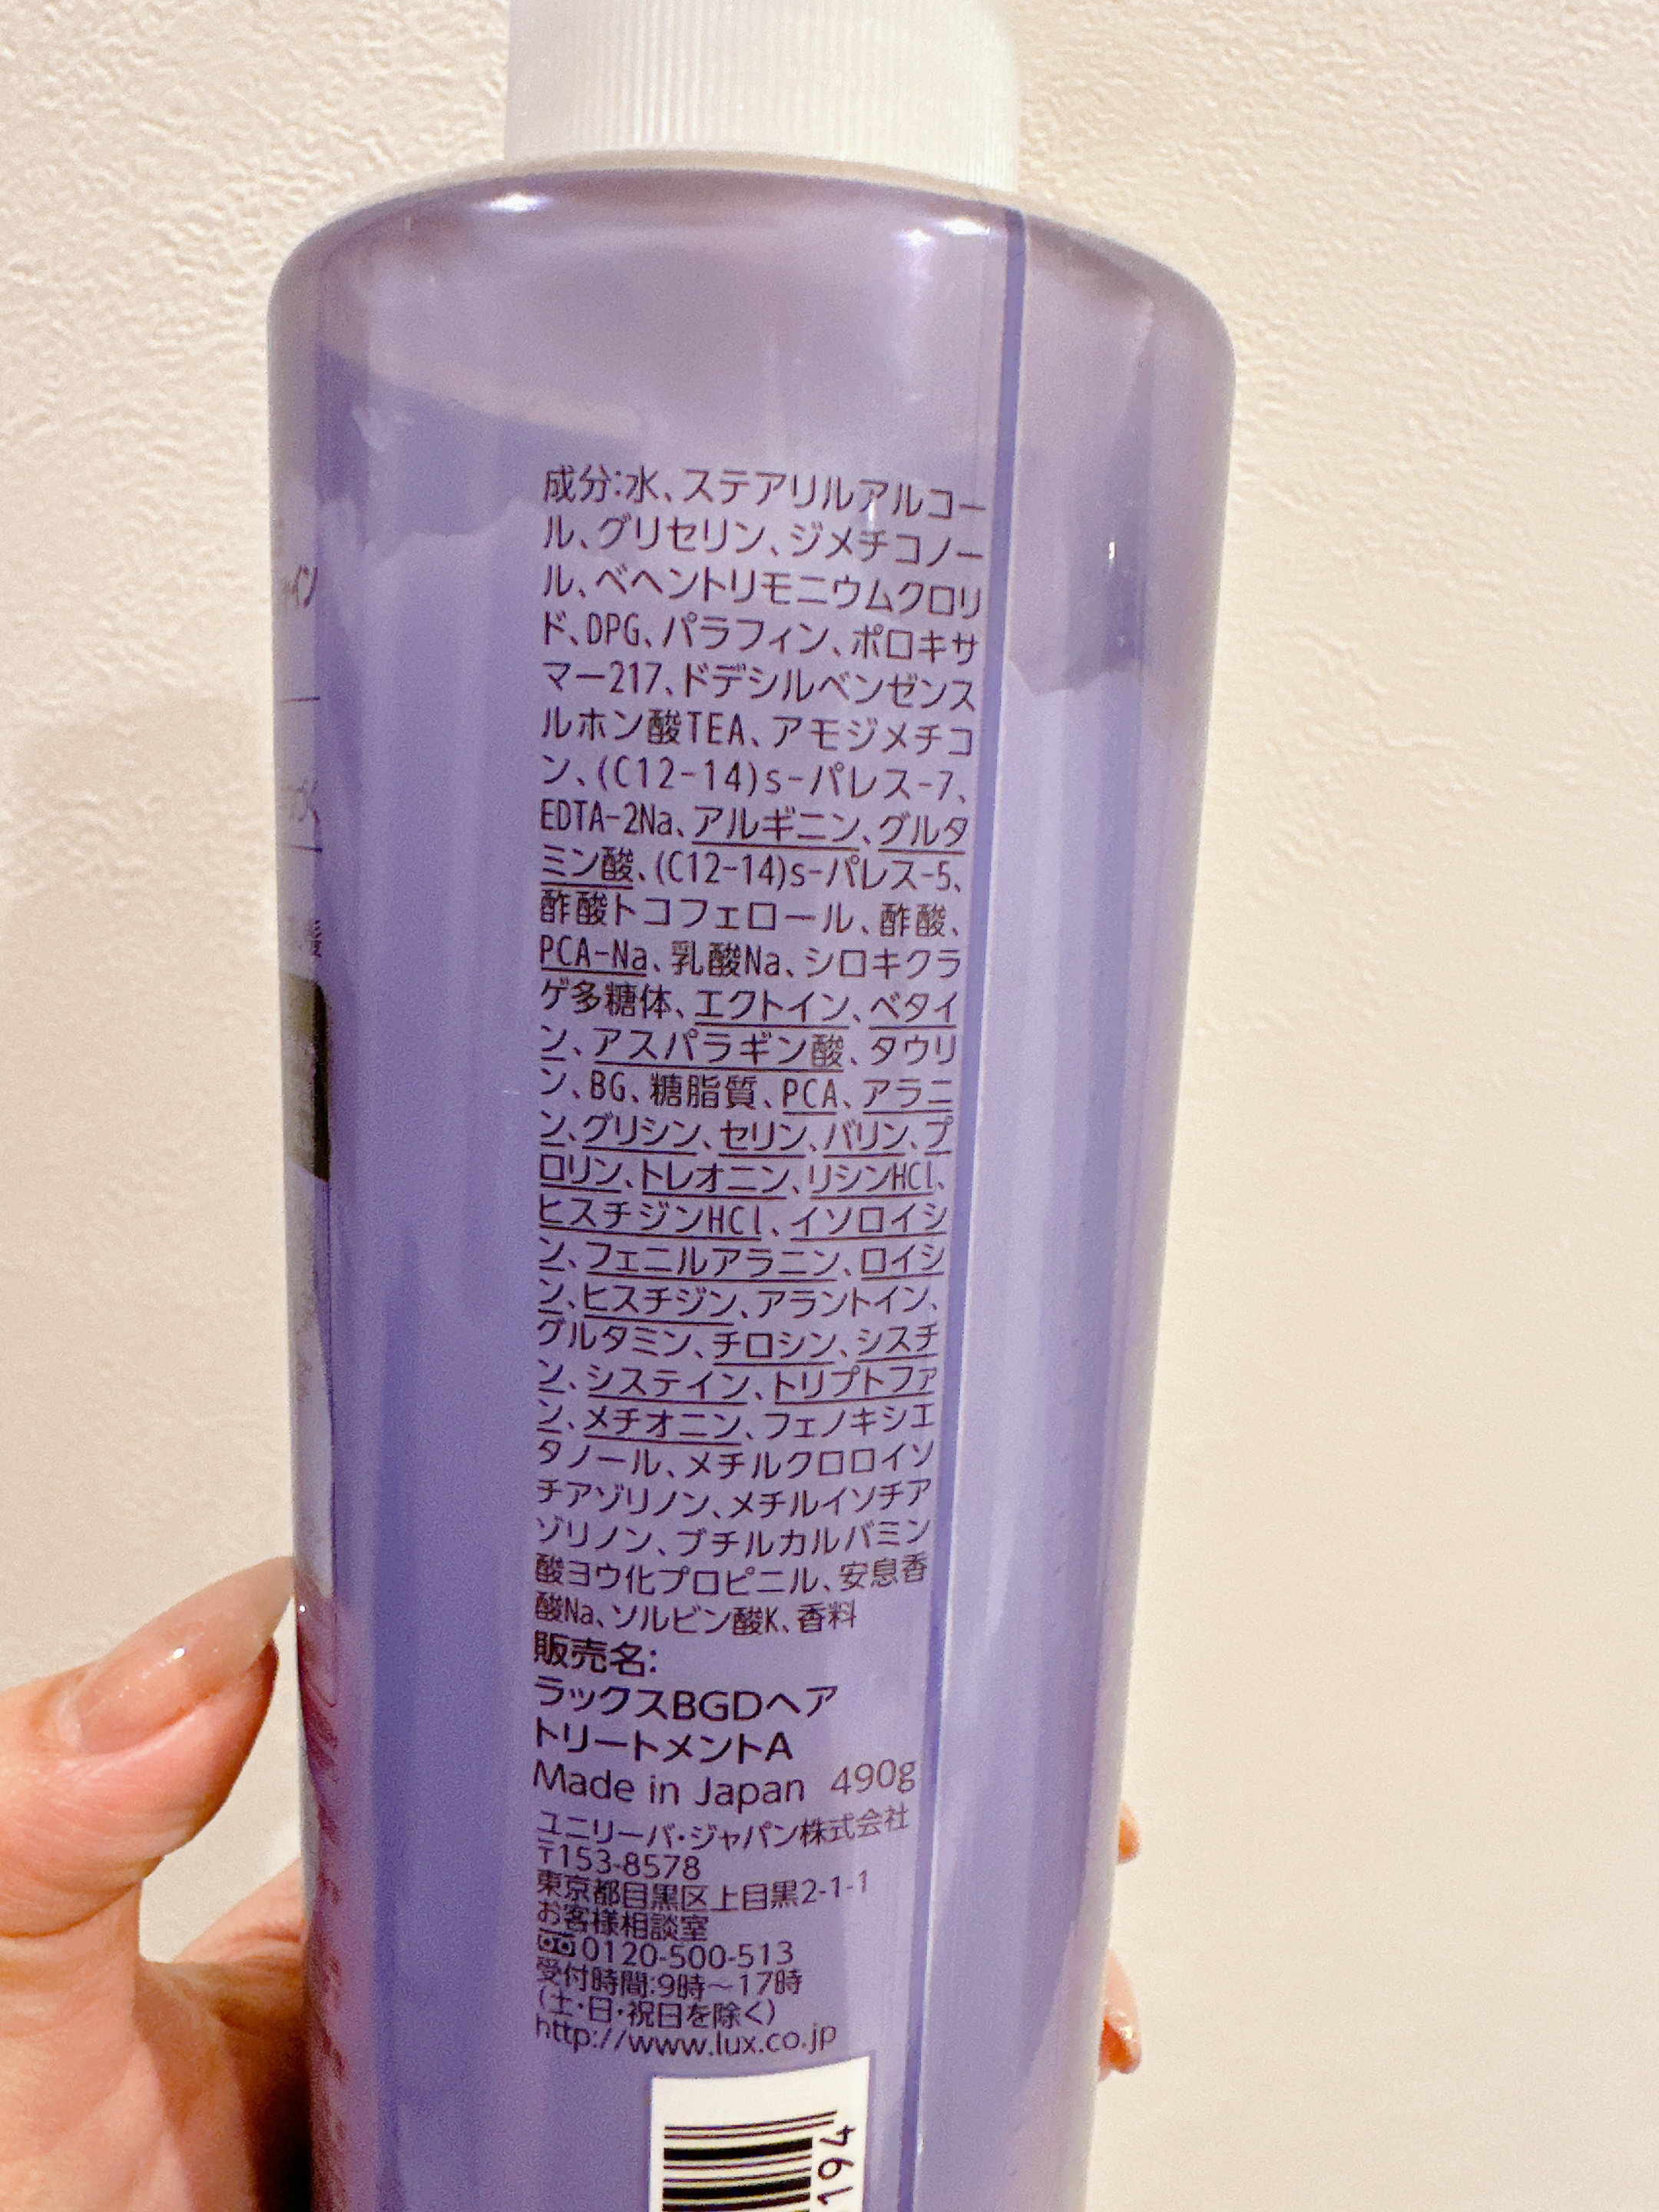 成分:水、ステアリルアルコー
ル、グリセリン、ジメチコノー
ル、ベヘントリモニウムクロリ
ド、DPG、パラフィン、ポロキサ
マー217、ドデシルベンゼンス
ルホン酸TEA、アモジメチコ
ン、(C12-14)s-パレス-7、
EDTA-2Na、アルギニン、グルタ
ミン酸、(C12-14)s-パレス-5、
酢酸トコフェロール、酢酸、
PCA-Na、乳酸Na、シロキクラ
ゲ多糖体、エクトイン、ベタイ
ン、アスパラギン酸、タウリ
ン、BG、糖脂質、PCA、アラニ
ン、グリシン、セリン、バリン、プ
ロリン、トレオニン、リシンHCl、
ヒスチジンHCl、イソロイシ
ン、フェニルアラニン、ロイシ
ン、ヒスチジン、アラントイン、
グルタミン、チロシン、シスチ
ン、システイン、トリプトファ
ン、メチオニン、フェノキシエ
タノール、メチルクロロイソ
チアゾリノン、メチルイソチア
ゾリノン、ブチルカルバミン
酸ヨウ化プロピニル、安息香
酸Na、ソルビン酸K、香料
販売名:
ラックスBGDヘア
トリートメントA
Made in Japan 490g
ユニリーバ・ジャパン株式会社
〒153-8578
東京都目黒区上目黒2-1-1
お客様相談室
0120-500-513
受付時間:9時～17時
(土・日・祝日を除く)
http://www.lux.co.jp
194